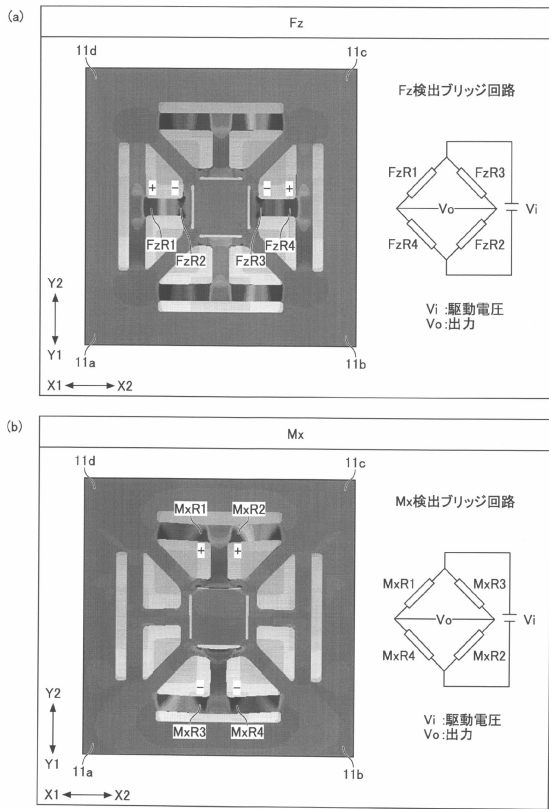 (a)
Fz
11d
11c
Fz検出ブリッジ回路
+ - - +
FzR1
FzR3
Vo
Vi
FzR4
FzR2
FzR1
FzR4
FzR2
FzR3
Vi :駆動電圧
Vo:出力
Y2
Y1
11a
11b
X1 X2
(b)
Mx
11d
11c
MxR1 MxR2
Mx検出ブリッジ回路
+ +
MxR1
MxR3
Vo
Vi
MxR4
MxR2
- -
MxR3 MxR4
Vi :駆動電圧
Vo:出力
Y2
Y1
11a
11b
X1 X2